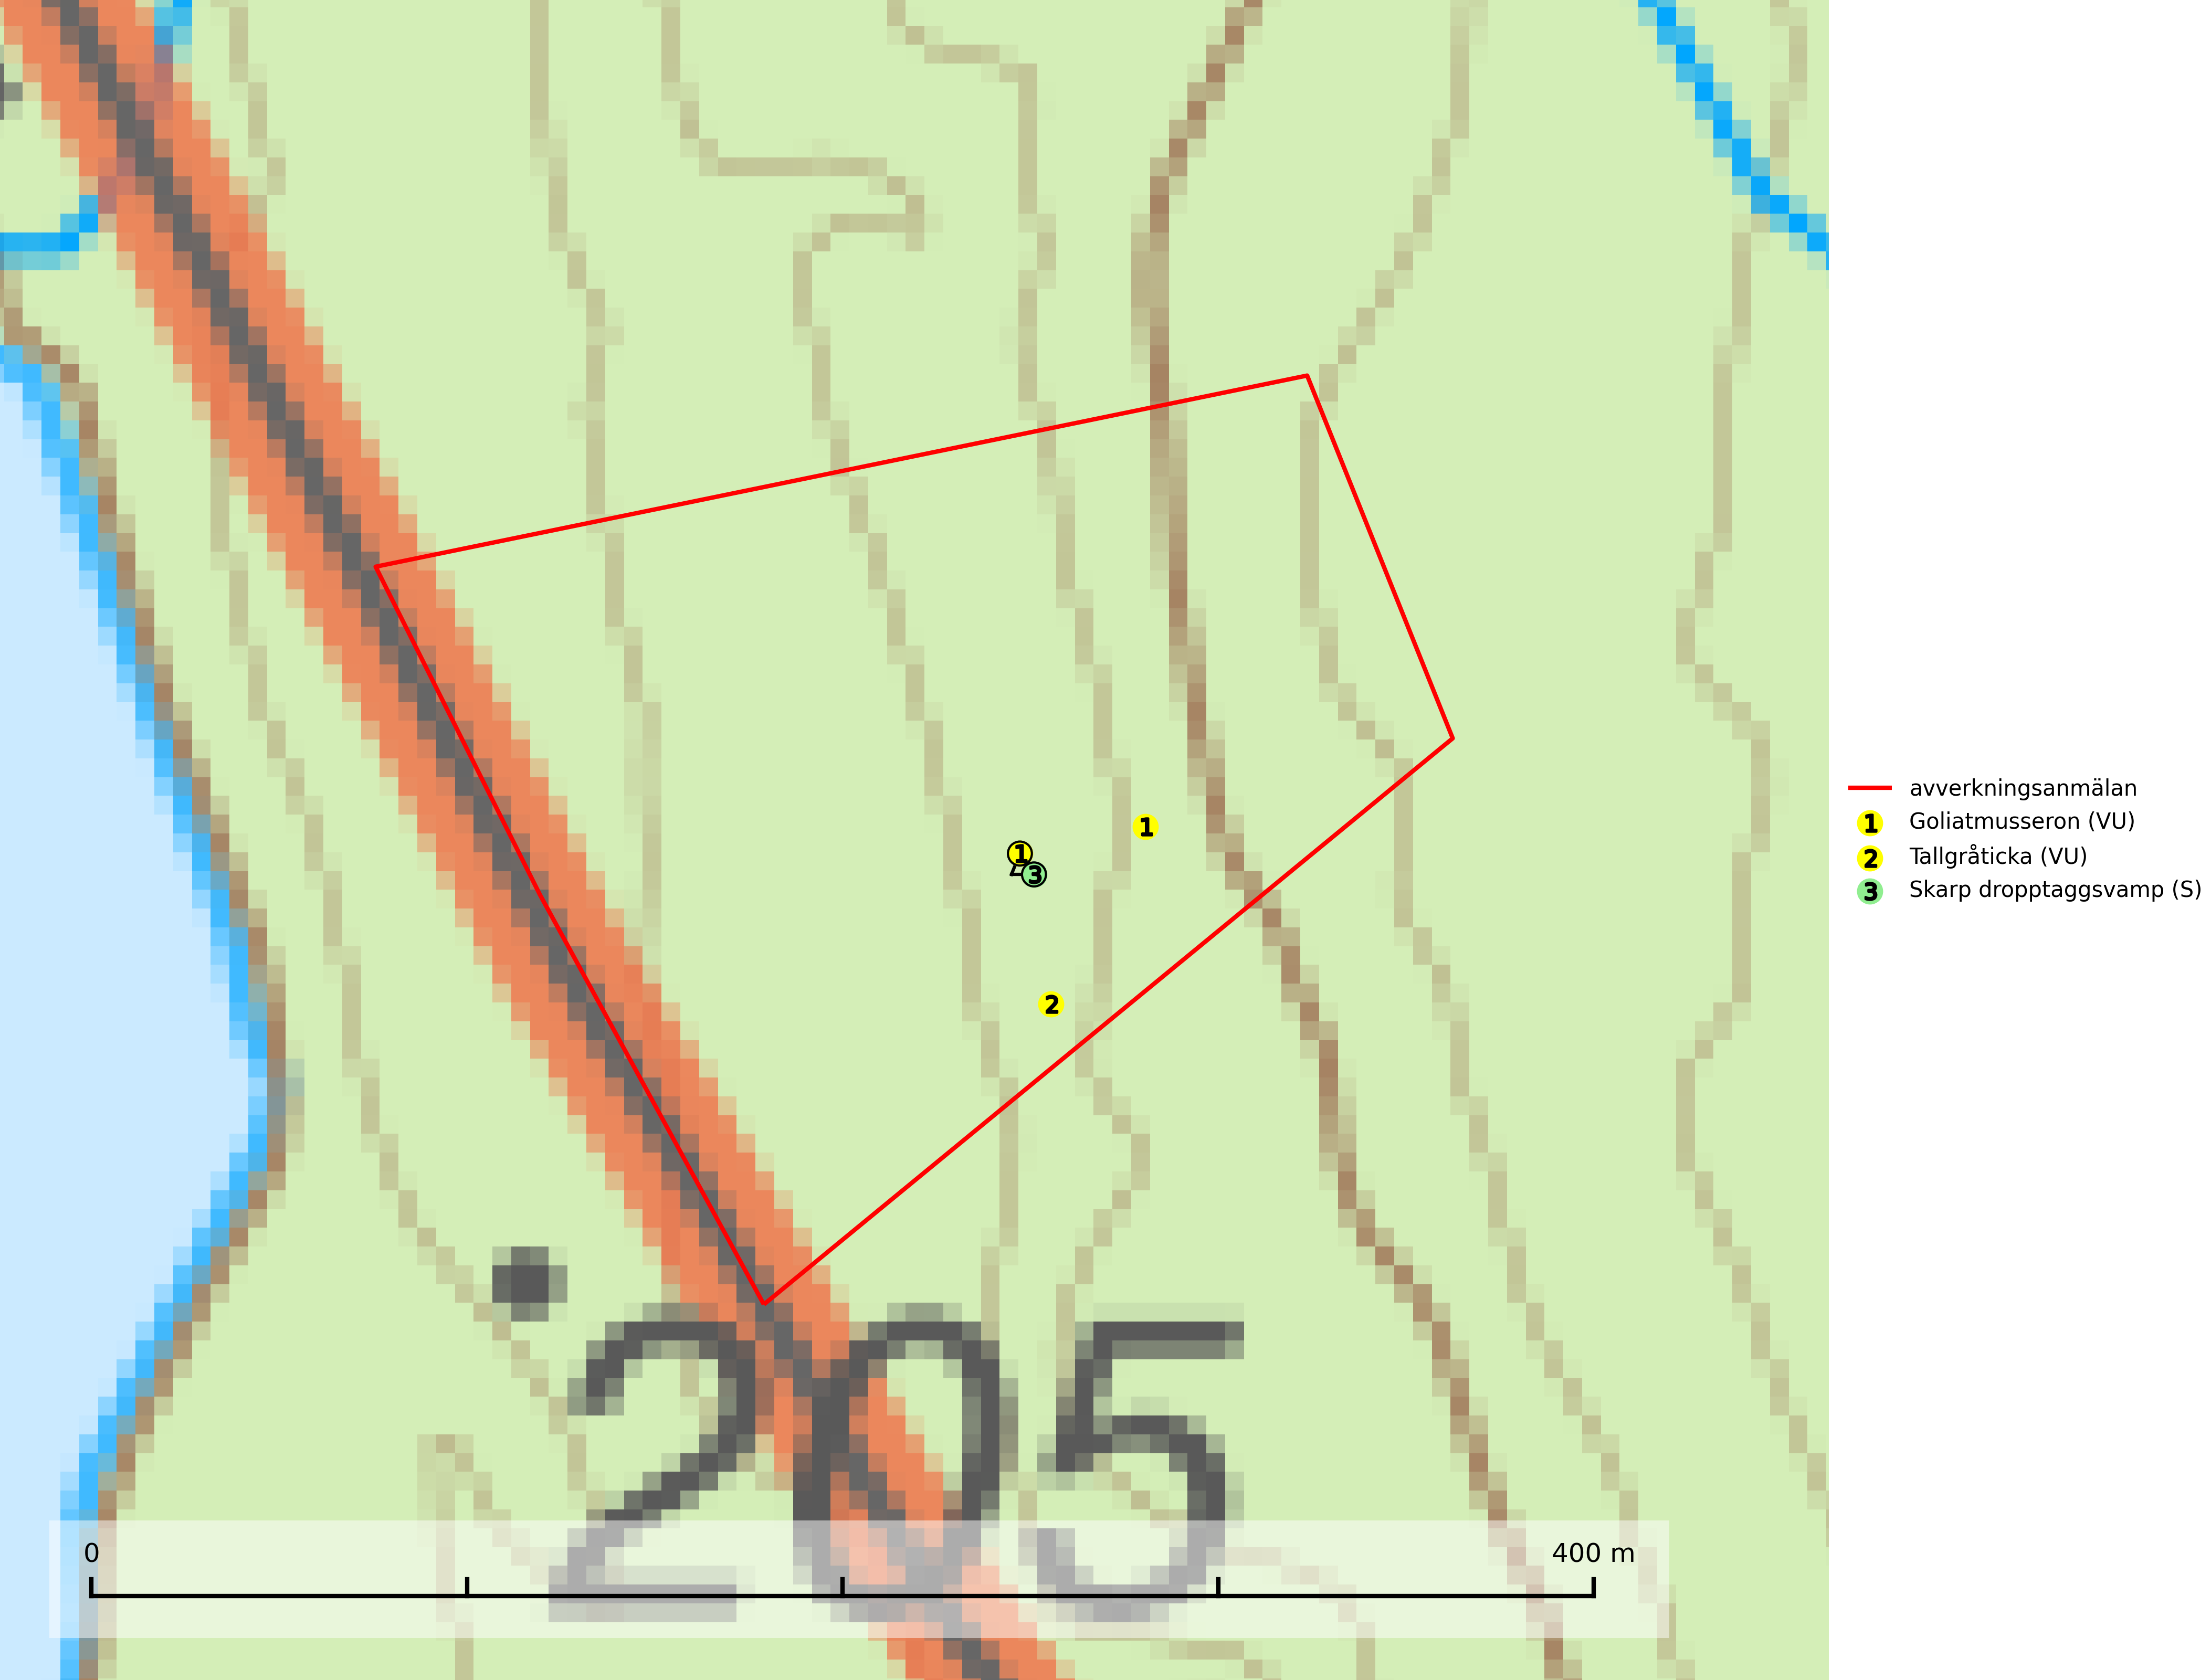 1
1
3
2
205
0
400 m
avverkningsanmälan
1 Goliatmusseron (VU)
2 Tallgråticka (VU)
3 Skarp dropptaggsvamp (S)